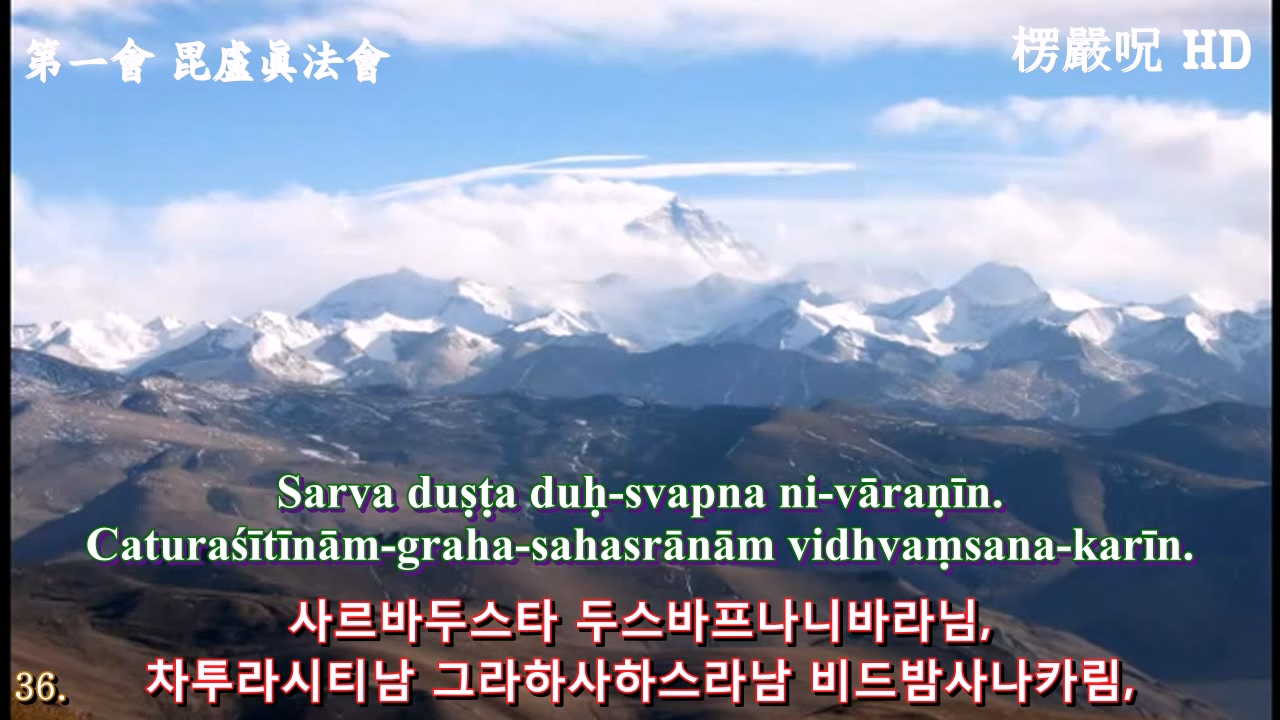 第一會 毘盧眞法會
楞嚴呪 HD
Sarva duṣṭa duḥ-svapna ni-vāraṇīn.
Caturaśītīnām-graha-sahasrānām vidhvaṃsana-karīn.
사르바두스타 두스바프나니바라님,
차투라시티남 그라하사하스라남 비드밤사나카림,
36.